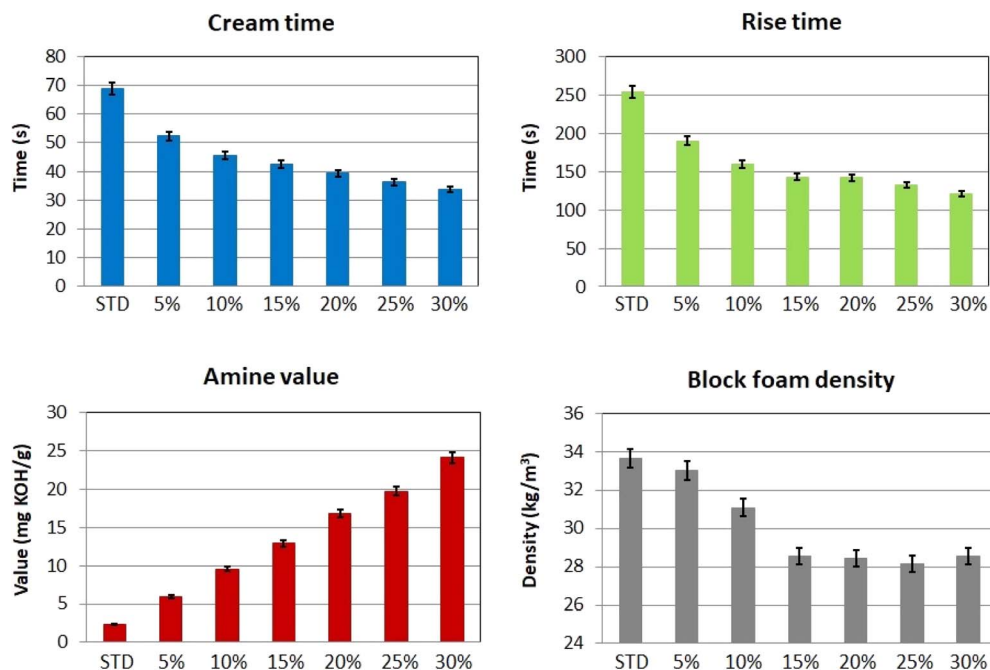 Cream time
Time (s)
80
70
60
50
40
30
20
10
0
STD 5% 10% 15% 20% 25% 30%
Rise time
Time (s)
300
250
200
150
100
50
0
STD 5% 10% 15% 20% 25% 30%
Amine value
Value (mg KOH/g)
30
25
20
15
10
5
0
STD 5% 10% 15% 20% 25% 30%
Block foam density
Density (kg/m³)
36
34
32
30
28
26
24
STD 5% 10% 15% 20% 25% 30%